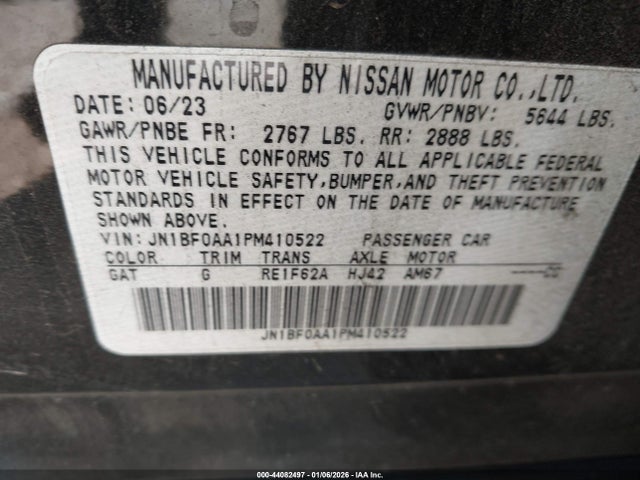 MANUFACTURED BY NISSAN MOTOR CO.,LTD.
DATE: 06/23 GVWR/PNBV: 5644 LBS.
GAWR/PNBE FR: 2767 LBS. RR: 2888 LBS.
THIS VEHICLE CONFORMS TO ALL APPLICABLE FEDERAL
MOTOR VEHICLE SAFETY,BUMPER,AND THEFT PREVENTION
STANDARDS IN EFFECT ON THE DATE OF MANUFACTURE
SHOWN ABOVE.
VIN: JN1BF0AA1PM410522 PASSENGER CAR
COLOR TRIM TRANS AXLE MOTOR
GAT G RE1F62A HJ42 AM67 ----CC
JN1BF0AA1PM410522
000-44082497 - 01/06/2026 - IAA Inc.